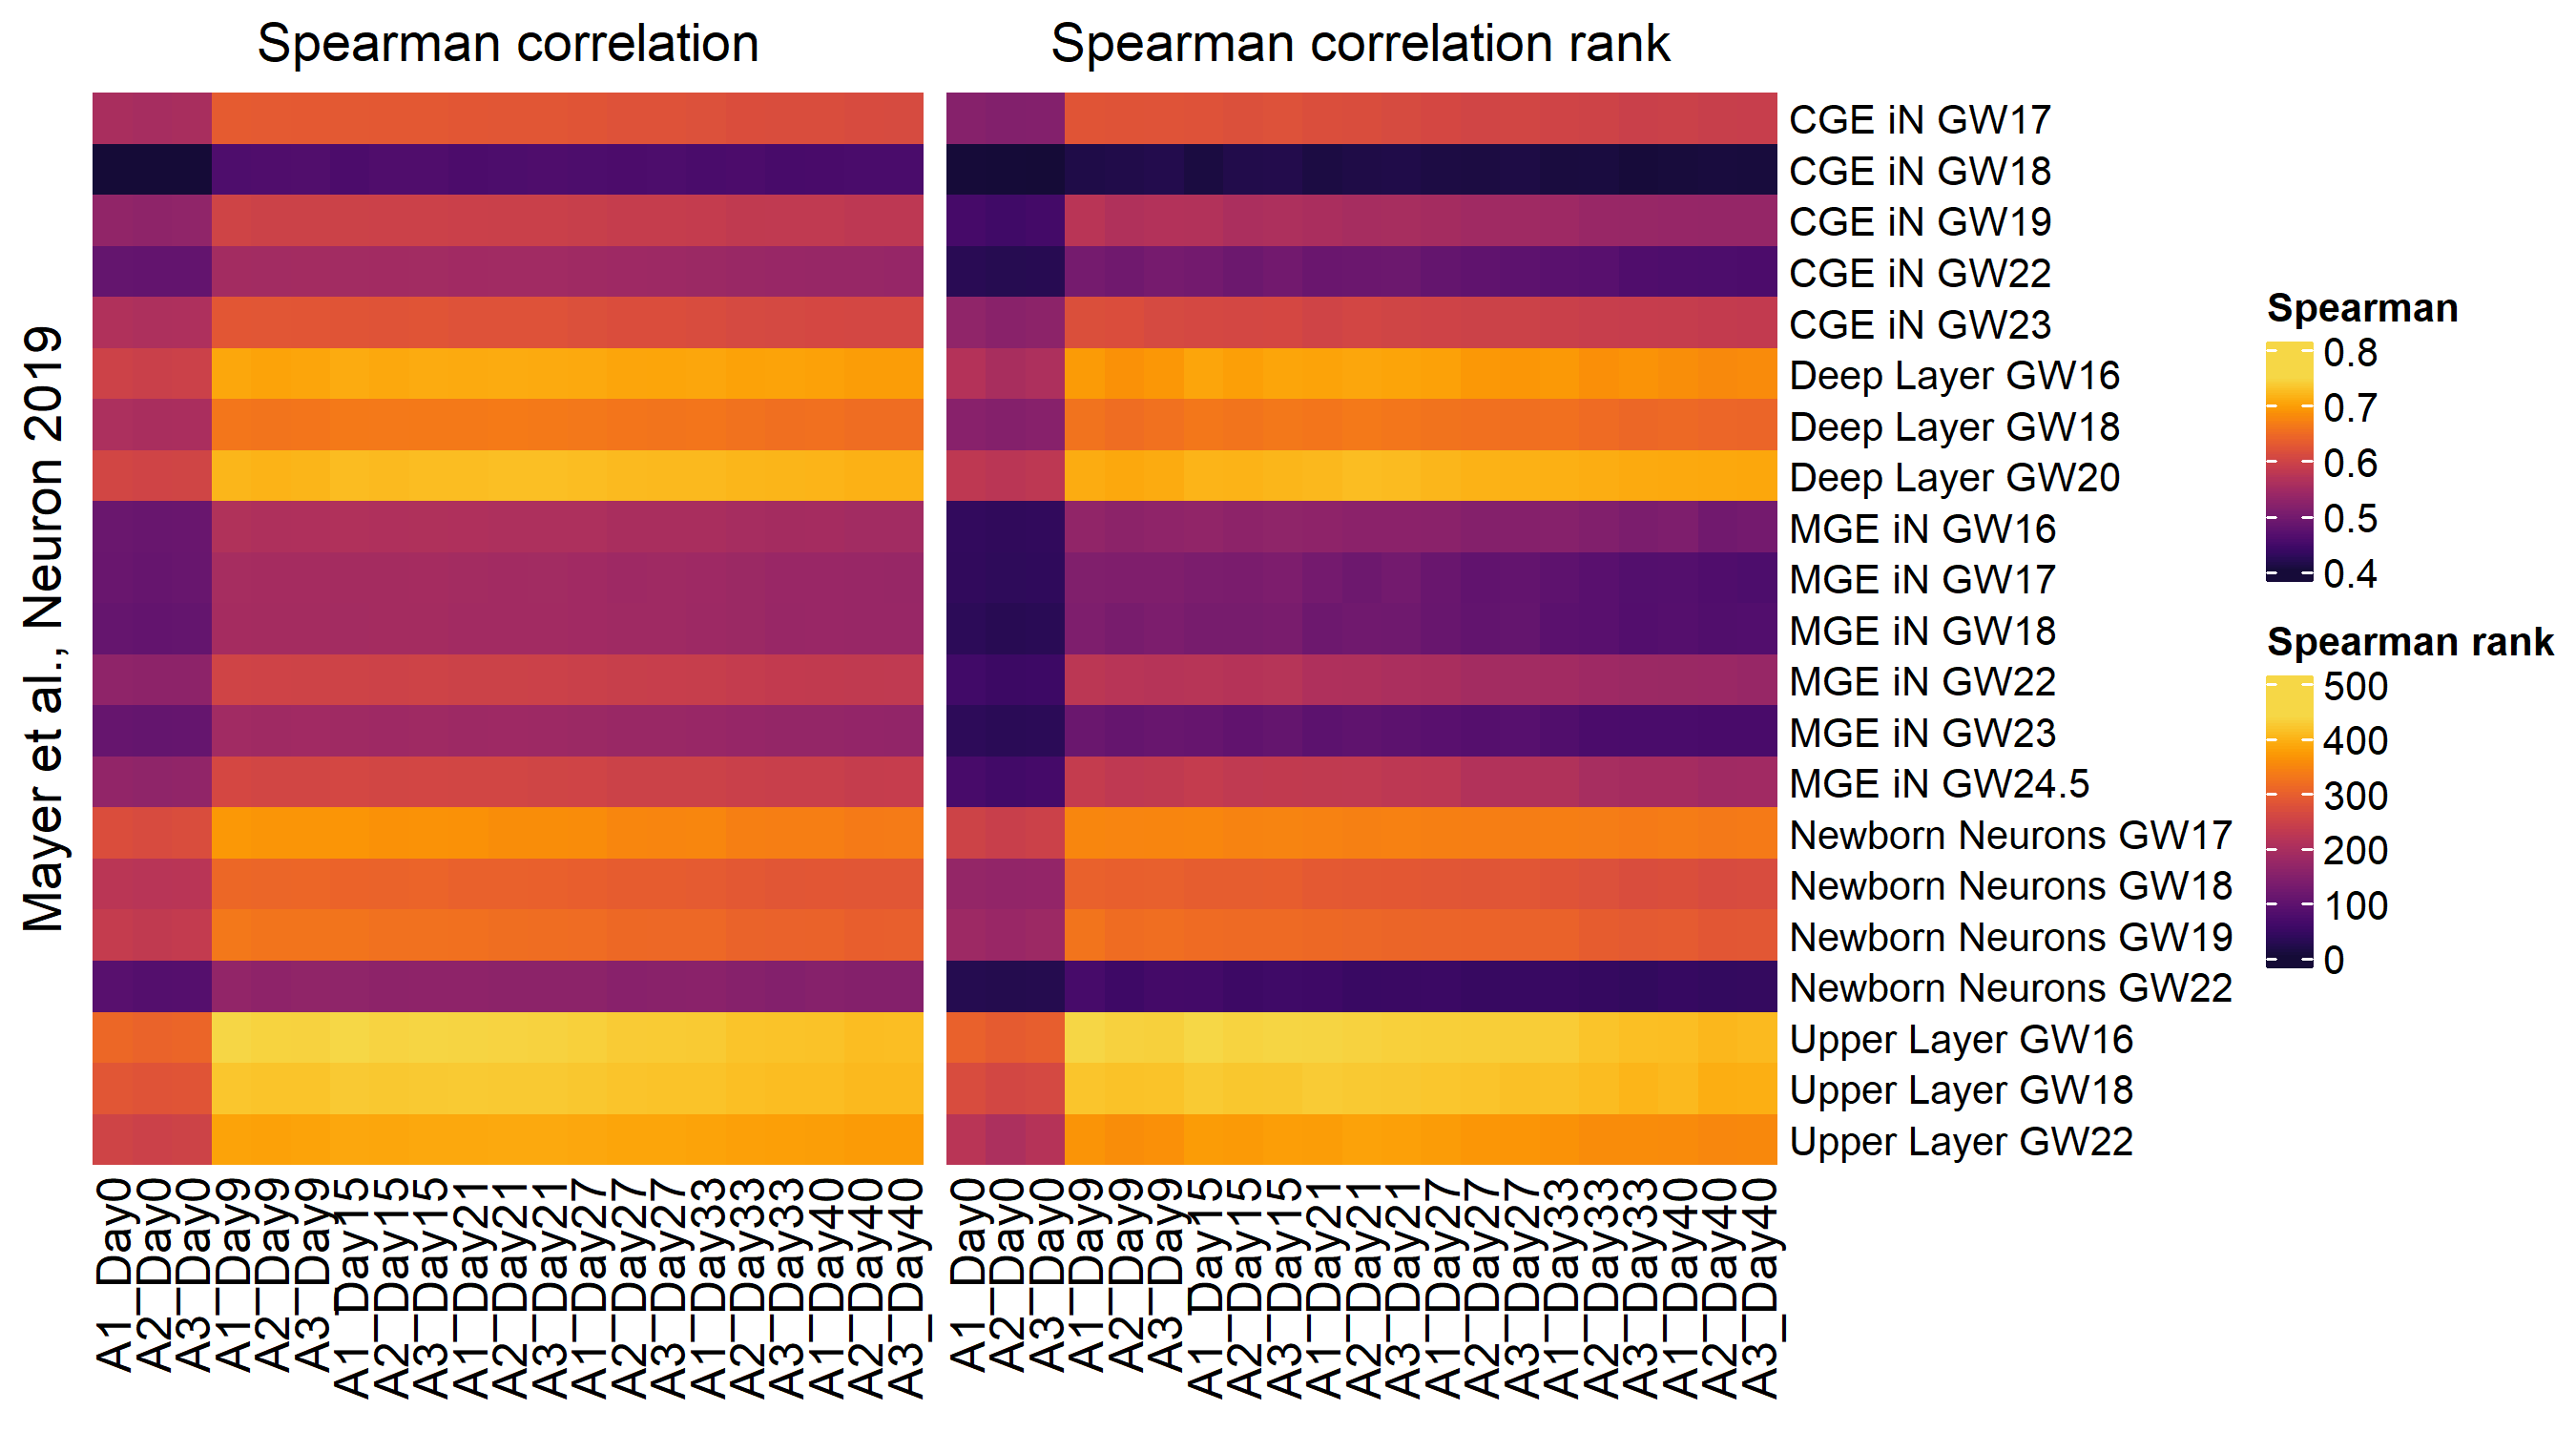 Spearman correlation
Spearman correlation rank
Mayer et al., Neuron 2019
CGE iN GW17
CGE iN GW18
CGE iN GW19
CGE iN GW22
CGE iN GW23
Deep Layer GW16
Deep Layer GW18
Deep Layer GW20
MGE iN GW16
MGE iN GW17
MGE iN GW18
MGE iN GW22
MGE iN GW23
MGE iN GW24.5
Newborn Neurons GW17
Newborn Neurons GW18
Newborn Neurons GW19
Newborn Neurons GW22
Upper Layer GW16
Upper Layer GW18
Upper Layer GW22
Spearman
0.8
0.7
0.6
0.5
0.4
Spearman rank
500
400
300
200
100
0
A1_Day0
A2_Day0
A3_Day0
A1_Day9
A2_Day9
A3_Day9
A1_Day15
A2_Day15
A3_Day15
A1_Day21
A2_Day21
A3_Day21
A1_Day27
A2_Day27
A3_Day27
A1_Day33
A2_Day33
A3_Day33
A1_Day40
A2_Day40
A3_Day40
A1_Day0
A2_Day0
A3_Day0
A1_Day9
A2_Day9
A3_Day9
A1_Day15
A2_Day15
A3_Day15
A1_Day21
A2_Day21
A3_Day21
A1_Day27
A2_Day27
A3_Day27
A1_Day33
A2_Day33
A3_Day33
A1_Day40
A2_Day40
A3_Day40